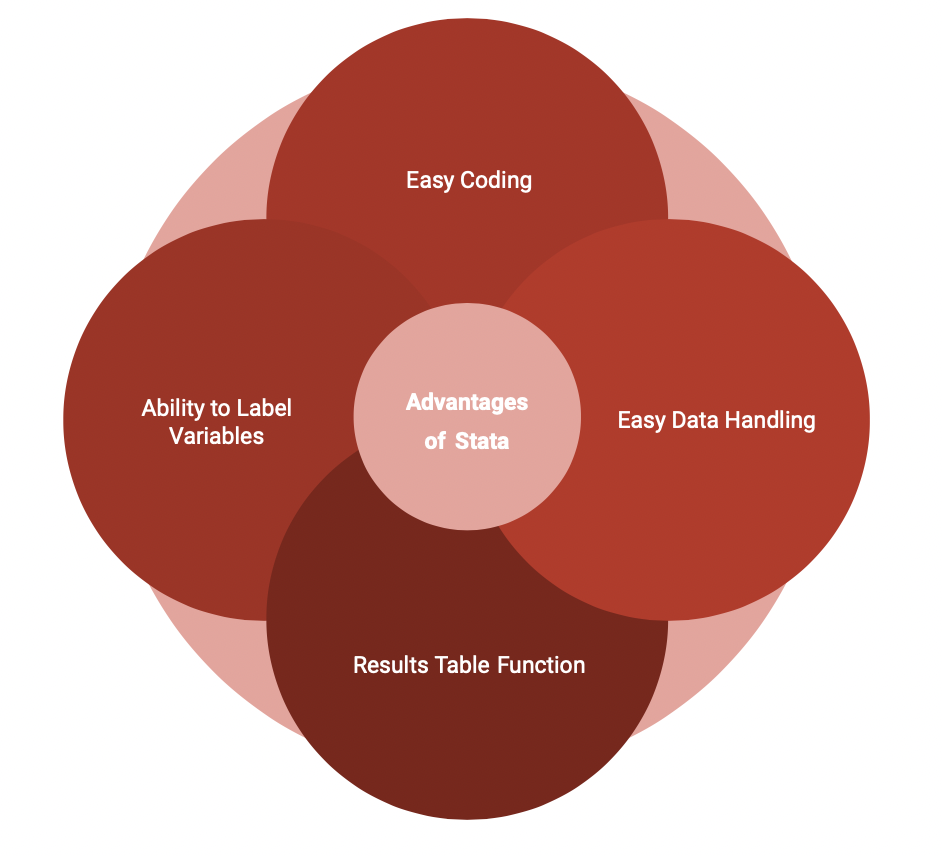 Easy Coding
Ability to Label
Variables
Advantages
of Stata
Easy Data Handling
Results Table Function